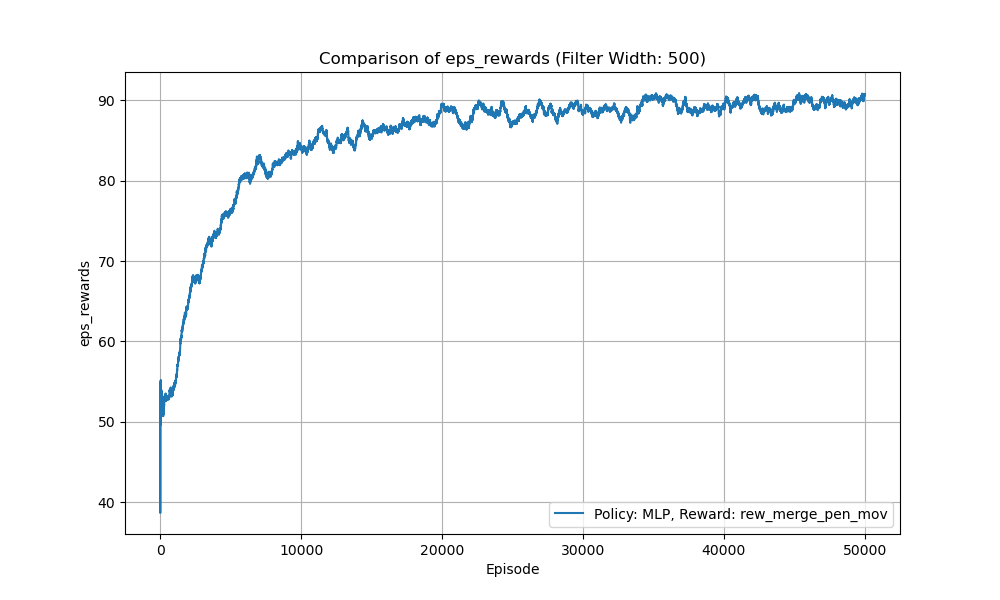 Comparison of eps_rewards (Filter Width: 500)
90
80
70
60
50
40
eps_rewards
Policy: MLP, Reward: rew_merge_pen_mov
0 10000 20000 30000 40000 50000
Episode